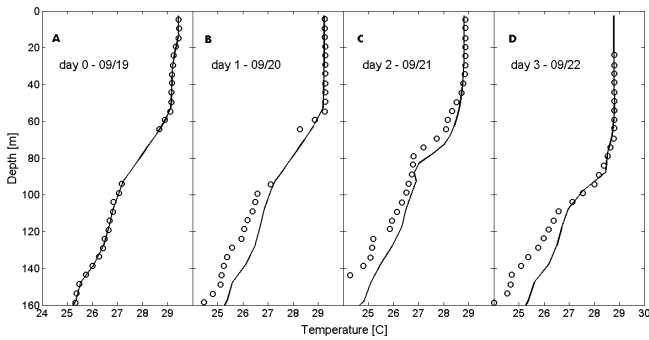 0
20
40
60
80
100
120
140
160
Depth [m]
A
day 0 - 09/19
B
day 1 - 09/20
C
day 2 - 09/21
D
day 3 - 09/22
24 25 26 27 28 29 25 26 27 28 29 25 26 27 28 29 25 26 27 28 29 30
Temperature [C]